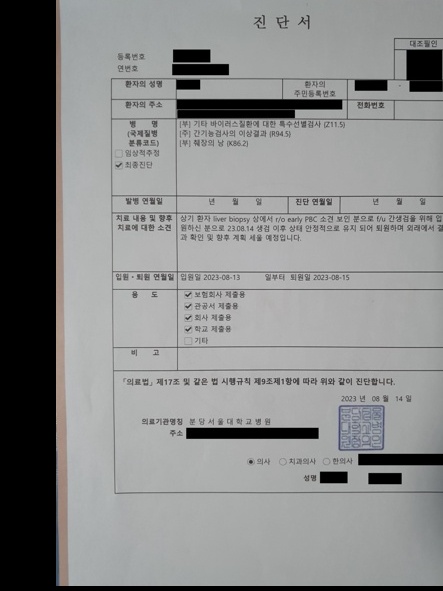 진 단 서
대조필인
등록번호
연번호
환자의 성명
환자의
주민등록번호
-
환자의 주소
전화번호
병 명
(국제질병
분류코드)
임상적추정
최종진단
[부] 기타 바이러스질환에 대한 특수선별검사 (Z11.5)
[주] 간기능검사의 이상결과 (R94.5)
[부] 췌장의 낭 (K86.2)
발병 연월일
년 월 일
진단 연월일
년 월 일
치료 내용 및 향후
치료에 대한 소견
상기 환자 liver biopsy 상에서 r/o early PBC 소견 보인 분으로 f/u 간생검을 위해 입
원하신 분으로 23.08.14 생검 이후 상태 안정적으로 유지 되어 퇴원하며 외래에서 결
과 확인 및 향후 계획 세울 예정입니다.
입원・퇴원 연월일
입원일 2023-08-13 일부터 퇴원일 2023-08-15
용 도
보험회사 제출용
관공서 제출용
회사 제출용
학교 제출용
기타
비 고
「의료법」 제17조 및 같은 법 시행규칙 제9조제1항에 따라 위와 같이 진단합니다.
2023 년 08 월 14 일
의료기관명칭 분당서울대학교병원
주소
의사 치과의사 한의사
성명